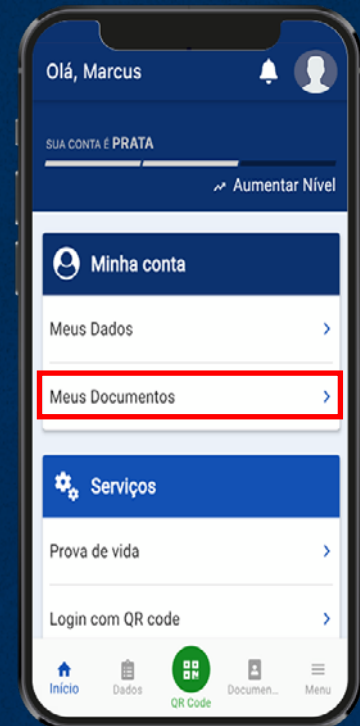 Olá, Marcus
SUA CONTA É PRATA
Aumentar Nível
Minha conta
Meus Dados
Meus Documentos
Serviços
Prova de vida
Login com QR code
Início
Dados
QR Code
Documen...
Menu